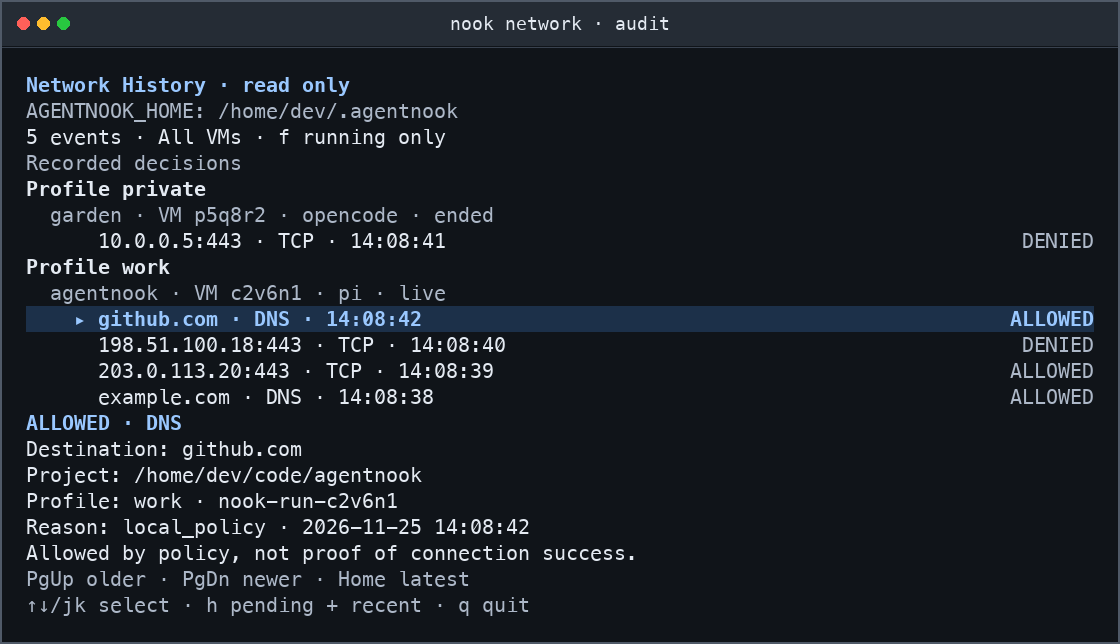 nook network · audit
Network History · read only
AGENTNOOK_HOME: /home/dev/.agentnook
5 events · All VMs · f running only
Recorded decisions
Profile private
garden · VM p5q8r2 · opencode · ended
10.0.0.5:443 · TCP · 14:08:41 DENIED
Profile work
agentnook · VM c2v6n1 · pi · live
▸ github.com · DNS · 14:08:42 ALLOWED
198.51.100.18:443 · TCP · 14:08:40 DENIED
203.0.113.20:443 · TCP · 14:08:39 ALLOWED
example.com · DNS · 14:08:38 ALLOWED
ALLOWED · DNS
Destination: github.com
Project: /home/dev/code/agentnook
Profile: work · nook-run-c2v6n1
Reason: local_policy · 2026-11-25 14:08:42
Allowed by policy, not proof of connection success.
PgUp older · PgDn newer · Home latest
↑↓/jk select · h pending + recent · q quit